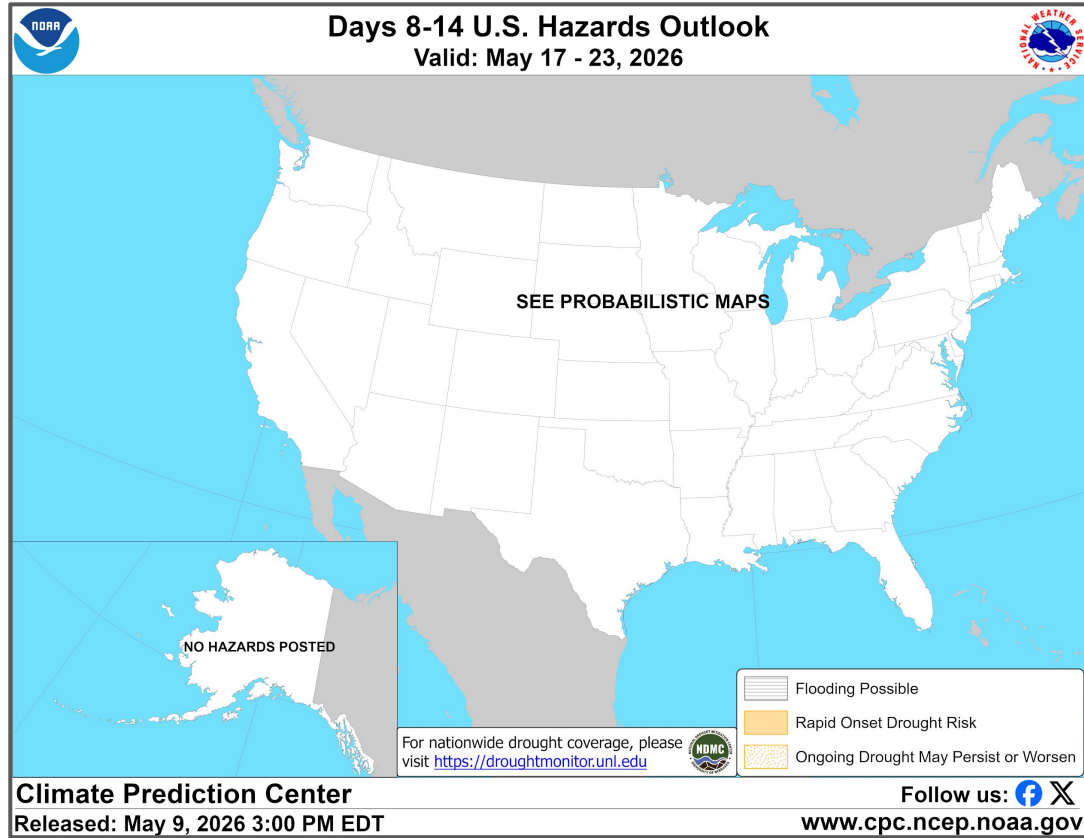 NOAA
Days 8-14 U.S. Hazards Outlook
Valid: May 17 - 23, 2026
NATIONAL WEATHER SERVICE
SEE PROBABILISTIC MAPS
NO HAZARDS POSTED
For nationwide drought coverage, please
visit https://droughtmonitor.unl.edu
NDMC
Flooding Possible
Rapid Onset Drought Risk
Ongoing Drought May Persist or Worsen
Climate Prediction Center
Released: May 9, 2026 3:00 PM EDT
Follow us:
www.cpc.ncep.noaa.gov